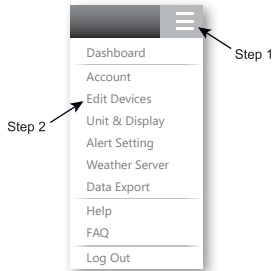 Step 1
Dashboard
Account
Edit Devices
Step 2
Unit & Display
Alert Setting
Weather Server
Data Export
Help
FAQ
Log Out